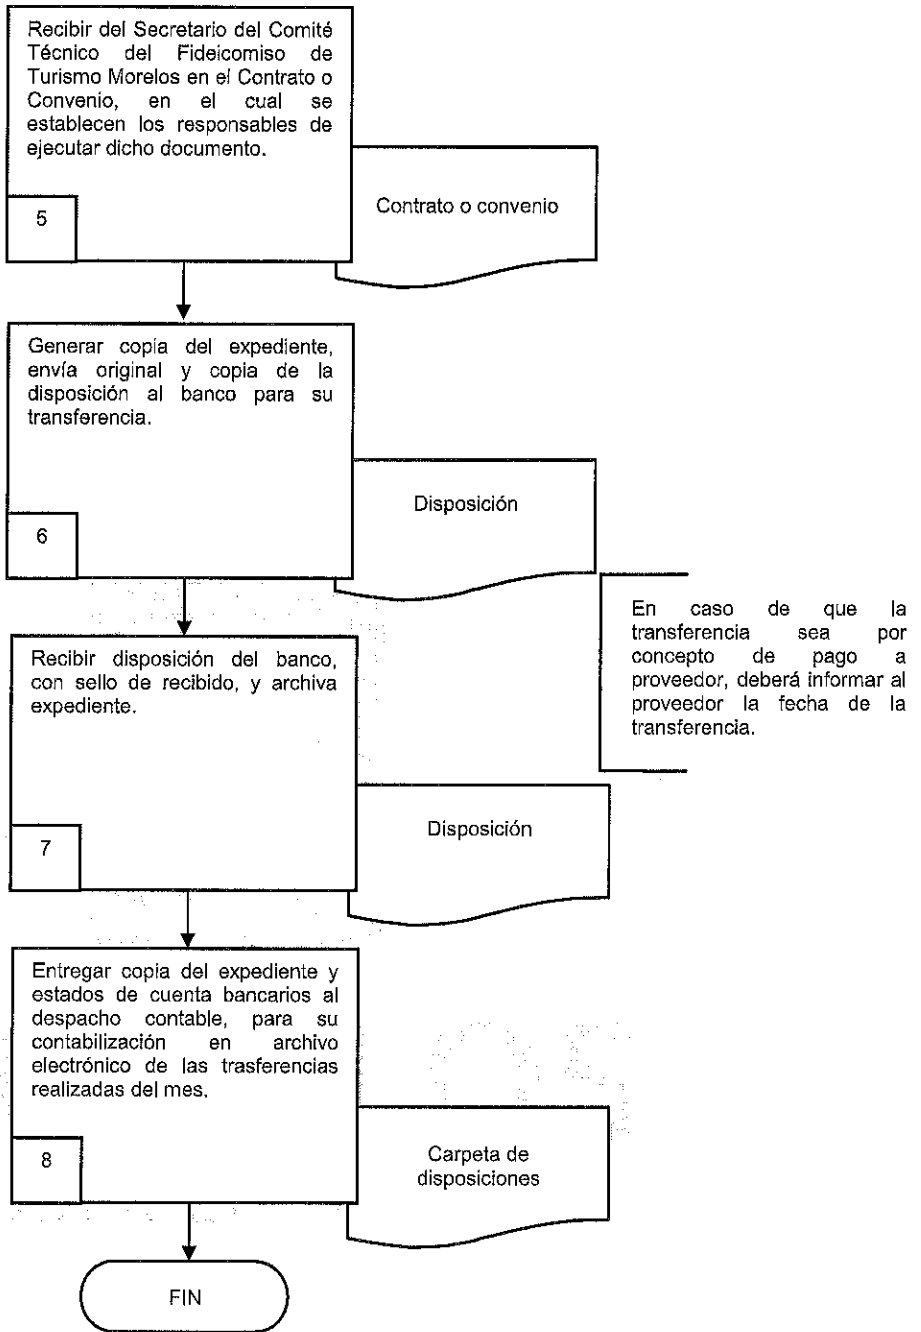 Recibir del Secretario del Comité
Técnico del Fideicomiso de
Turismo Morelos en el Contrato o
Convenio, en el cual se
establecen los responsables de
ejecutar dicho documento.
5
Contrato o convenio
Generar copia del expediente,
envía original y copia de la
disposición al banco para su
transferencia.
6
Disposición
En caso de que la
transferencia sea por
concepto de pago a
proveedor, deberá informar al
proveedor la fecha de la
transferencia.
Recibir disposición del banco,
con sello de recibido, y archiva
expediente.
7
Disposición
Entregar copia del expediente y
estados de cuenta bancarios al
despacho contable, para su
contabilización en archivo
electrónico de las trasferencias
realizadas del mes.
8
Carpeta de
disposiciones
FIN